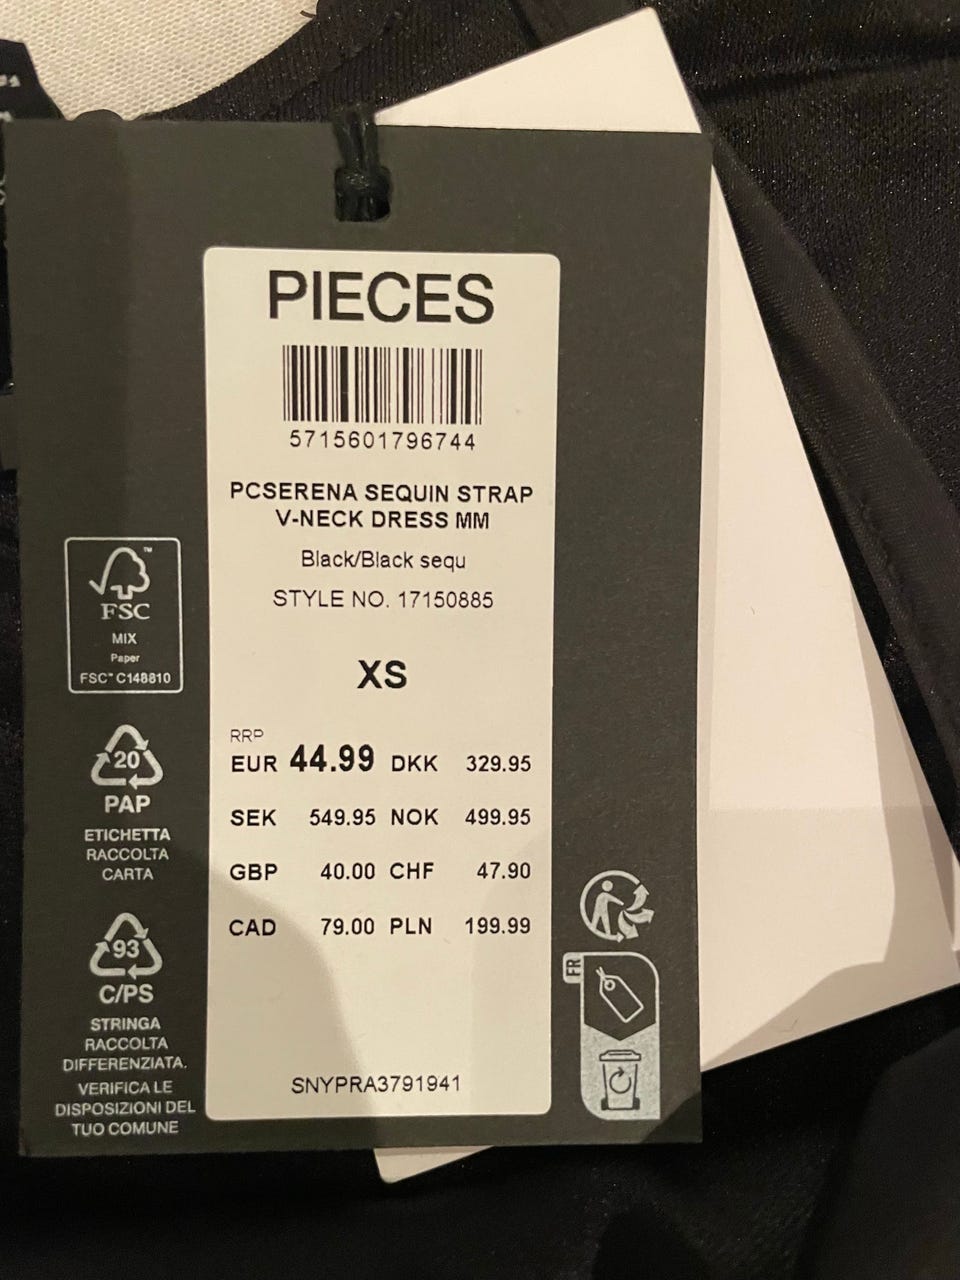 PIECES
5715601796744
PCSERENA SEQUIN STRAP
V-NECK DRESS MM
Black/Black sequ
STYLE NO. 17150885
XS
RRP
EUR 44.99 DKK 329.95
SEK 549.95 NOK 499.95
GBP 40.00 CHF 47.90
CAD 79.00 PLN 199.99
SNYPRA3791941
FSC™
MIX
Paper
FSC™ C148810
20
PAP
ETICHETTA
RACCOLTA
CARTA
93
C/PS
STRINGA
RACCOLTA
DIFFERENZIATA.
VERIFICA LE
DISPOSIZIONI DEL
TUO COMUNE
FR